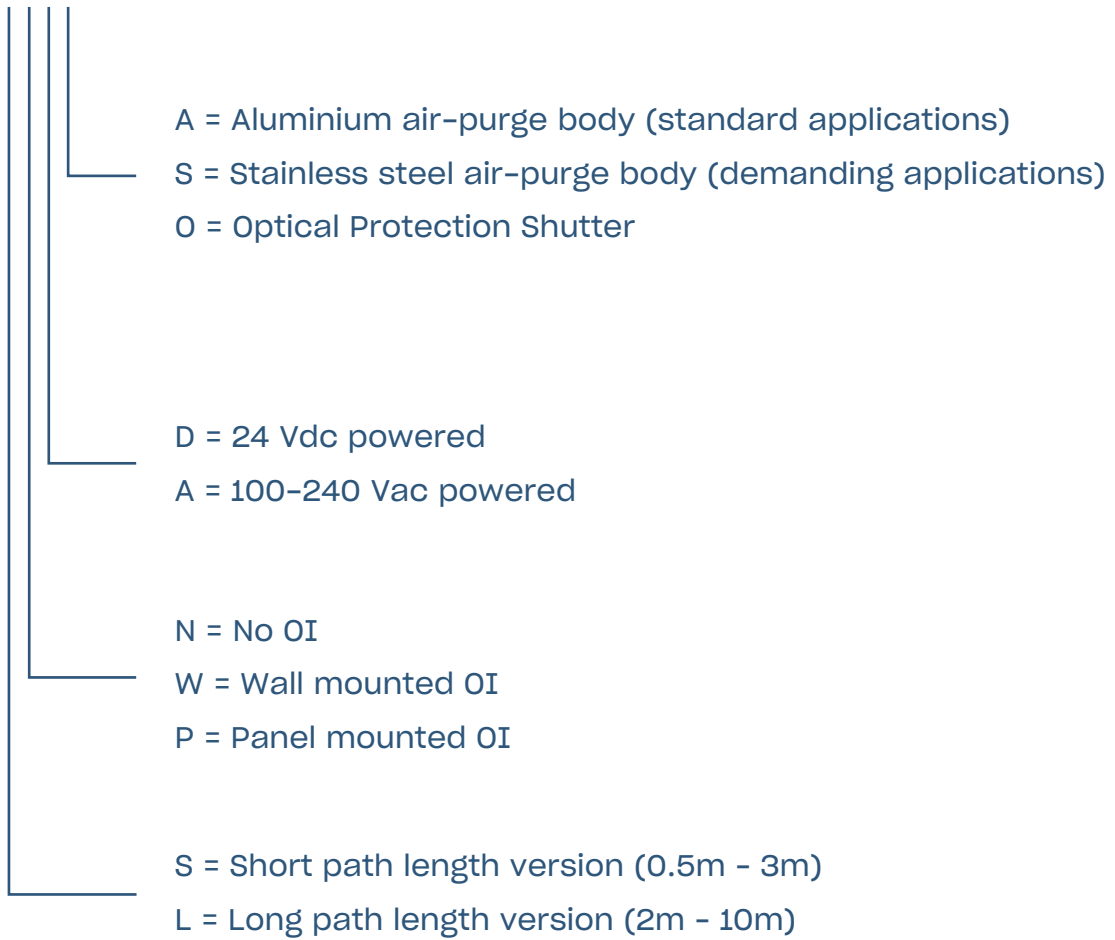 A = Aluminium air-purge body (standard applications)
S = Stainless steel air-purge body (demanding applications)
O = Optical Protection Shutter
D = 24 Vdc powered
A = 100-240 Vac powered
N = No OI
W = Wall mounted OI
P = Panel mounted OI
S = Short path length version (0.5m - 3m)
L = Long path length version (2m - 10m)